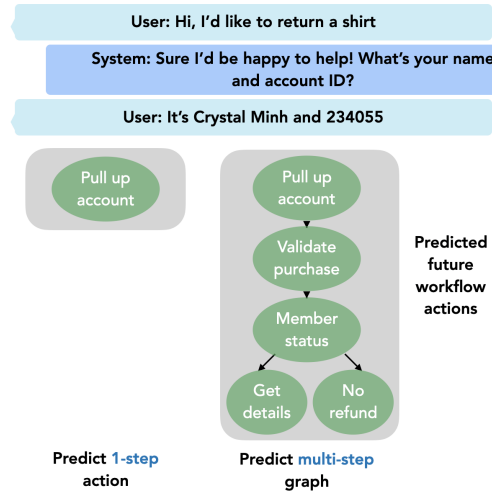 User: Hi, I'd like to return a shirt
System: Sure I'd be happy to help! What's your name
and account ID?
User: It's Crystal Minh and 234055
Pull up
account
Pull up
account
Validate
purchase
Member
status
Get
details
No
refund
Predicted
future
workflow
actions
Predict 1-step
action
Predict multi-step
graph